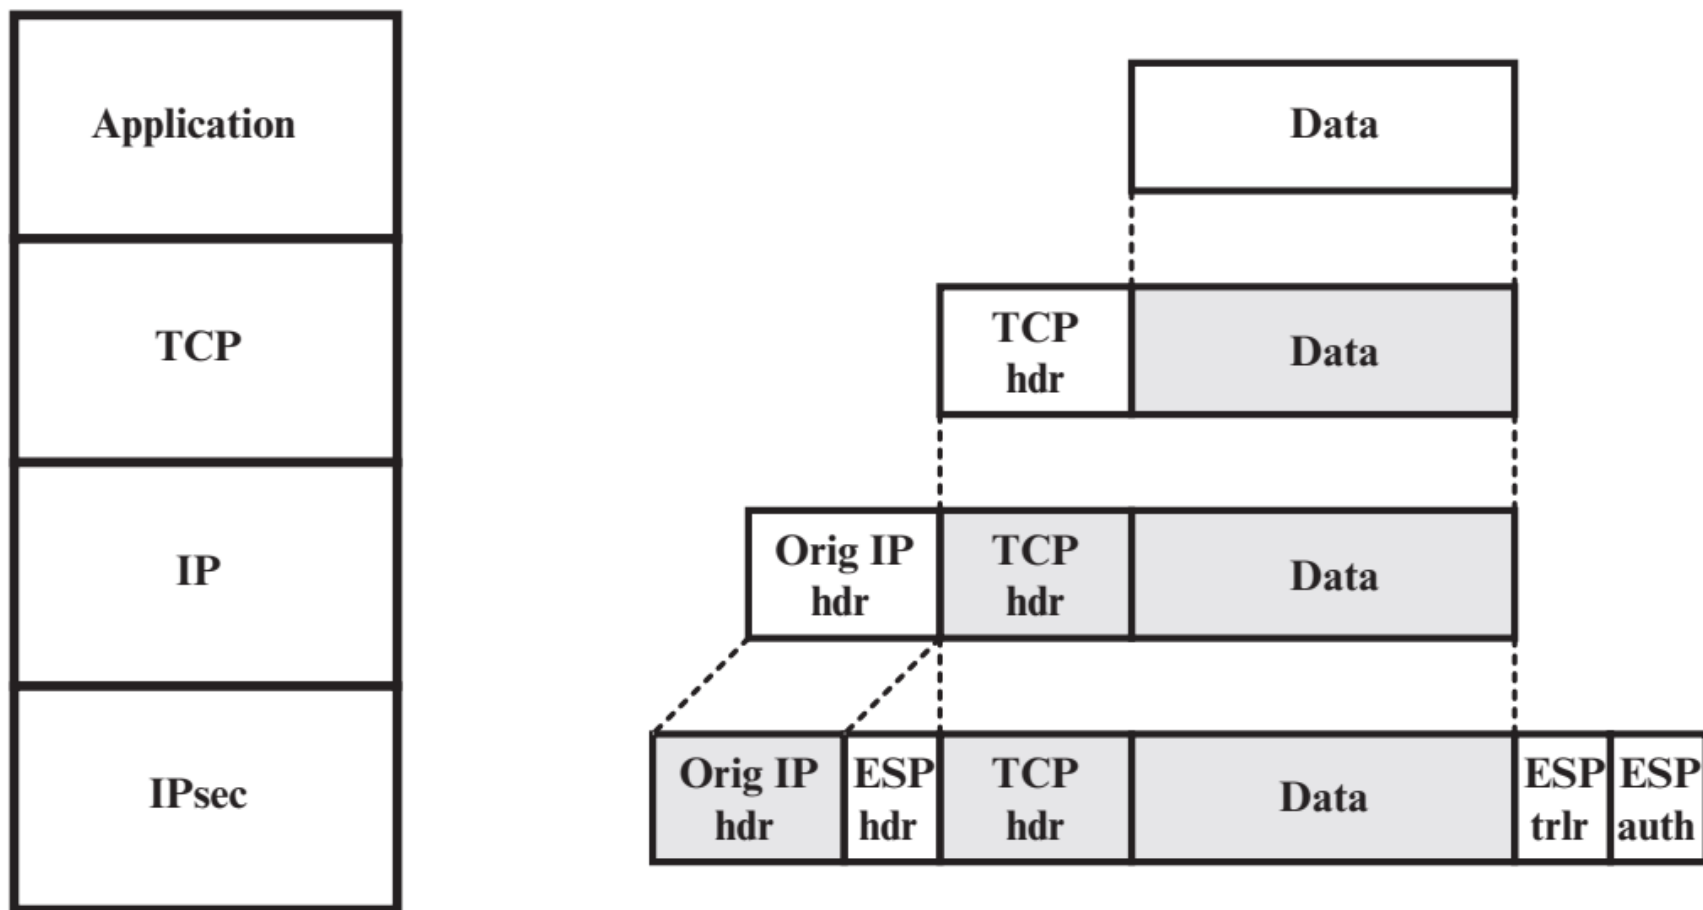 Application
Data
TCP
TCP
hdr
Data
IP
Orig IP
hdr
TCP
hdr
Data
IPsec
Orig IP
hdr
ESP
hdr
TCP
hdr
Data
ESP
trlr
ESP
auth